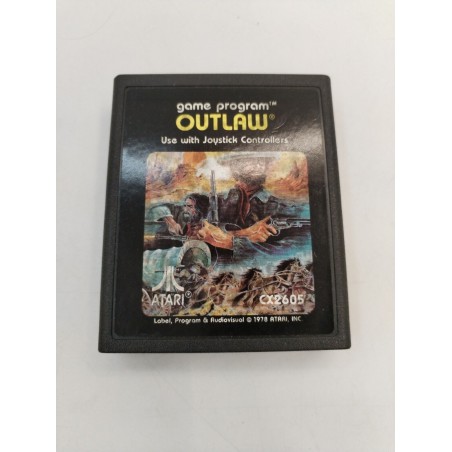 game program™
OUTLAW®
Use with Joystick Controllers
ATARI®
CX2605
Label, Program & Audiovisual © 1978 ATARI, INC